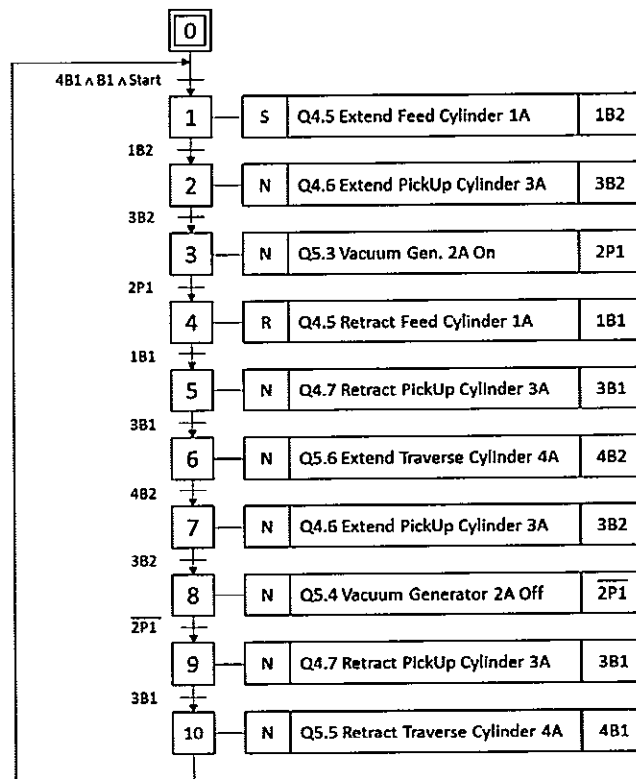 0
4B1 ∧ B1 ∧ Start
1 S Q4.5 Extend Feed Cylinder 1A 1B2
1B2
2 N Q4.6 Extend PickUp Cylinder 3A 3B2
3B2
3 N Q5.3 Vacuum Gen. 2A On 2P1
2P1
4 R Q4.5 Retract Feed Cylinder 1A 1B1
1B1
5 N Q4.7 Retract PickUp Cylinder 3A 3B1
3B1
6 N Q5.6 Extend Traverse Cylinder 4A 4B2
4B2
7 N Q4.6 Extend PickUp Cylinder 3A 3B2
3B2
8 N Q5.4 Vacuum Generator 2A Off 2̅P̅1̅
2̅P̅1̅
9 N Q4.7 Retract PickUp Cylinder 3A 3B1
3B1
10 N Q5.5 Retract Traverse Cylinder 4A 4B1